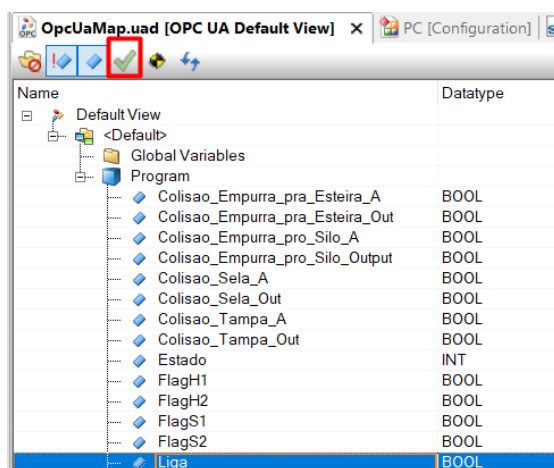 OpcUaMap.uad [OPC UA Default View] PC [Configuration]
Name Datatype
Default View
<Default>
Global Variables
Program
Colisao_Empurra_pra_Esteira_A BOOL
Colisao_Empurra_pra_Esteira_Out BOOL
Colisao_Empurra_pro_Silo_A BOOL
Colisao_Empurra_pro_Silo_Output BOOL
Colisao_Sela_A BOOL
Colisao_Sela_Out BOOL
Colisao_Tampa_A BOOL
Colisao_Tampa_Out BOOL
Estado INT
FlagH1 BOOL
FlagH2 BOOL
FlagS1 BOOL
FlagS2 BOOL
Liga BOOL